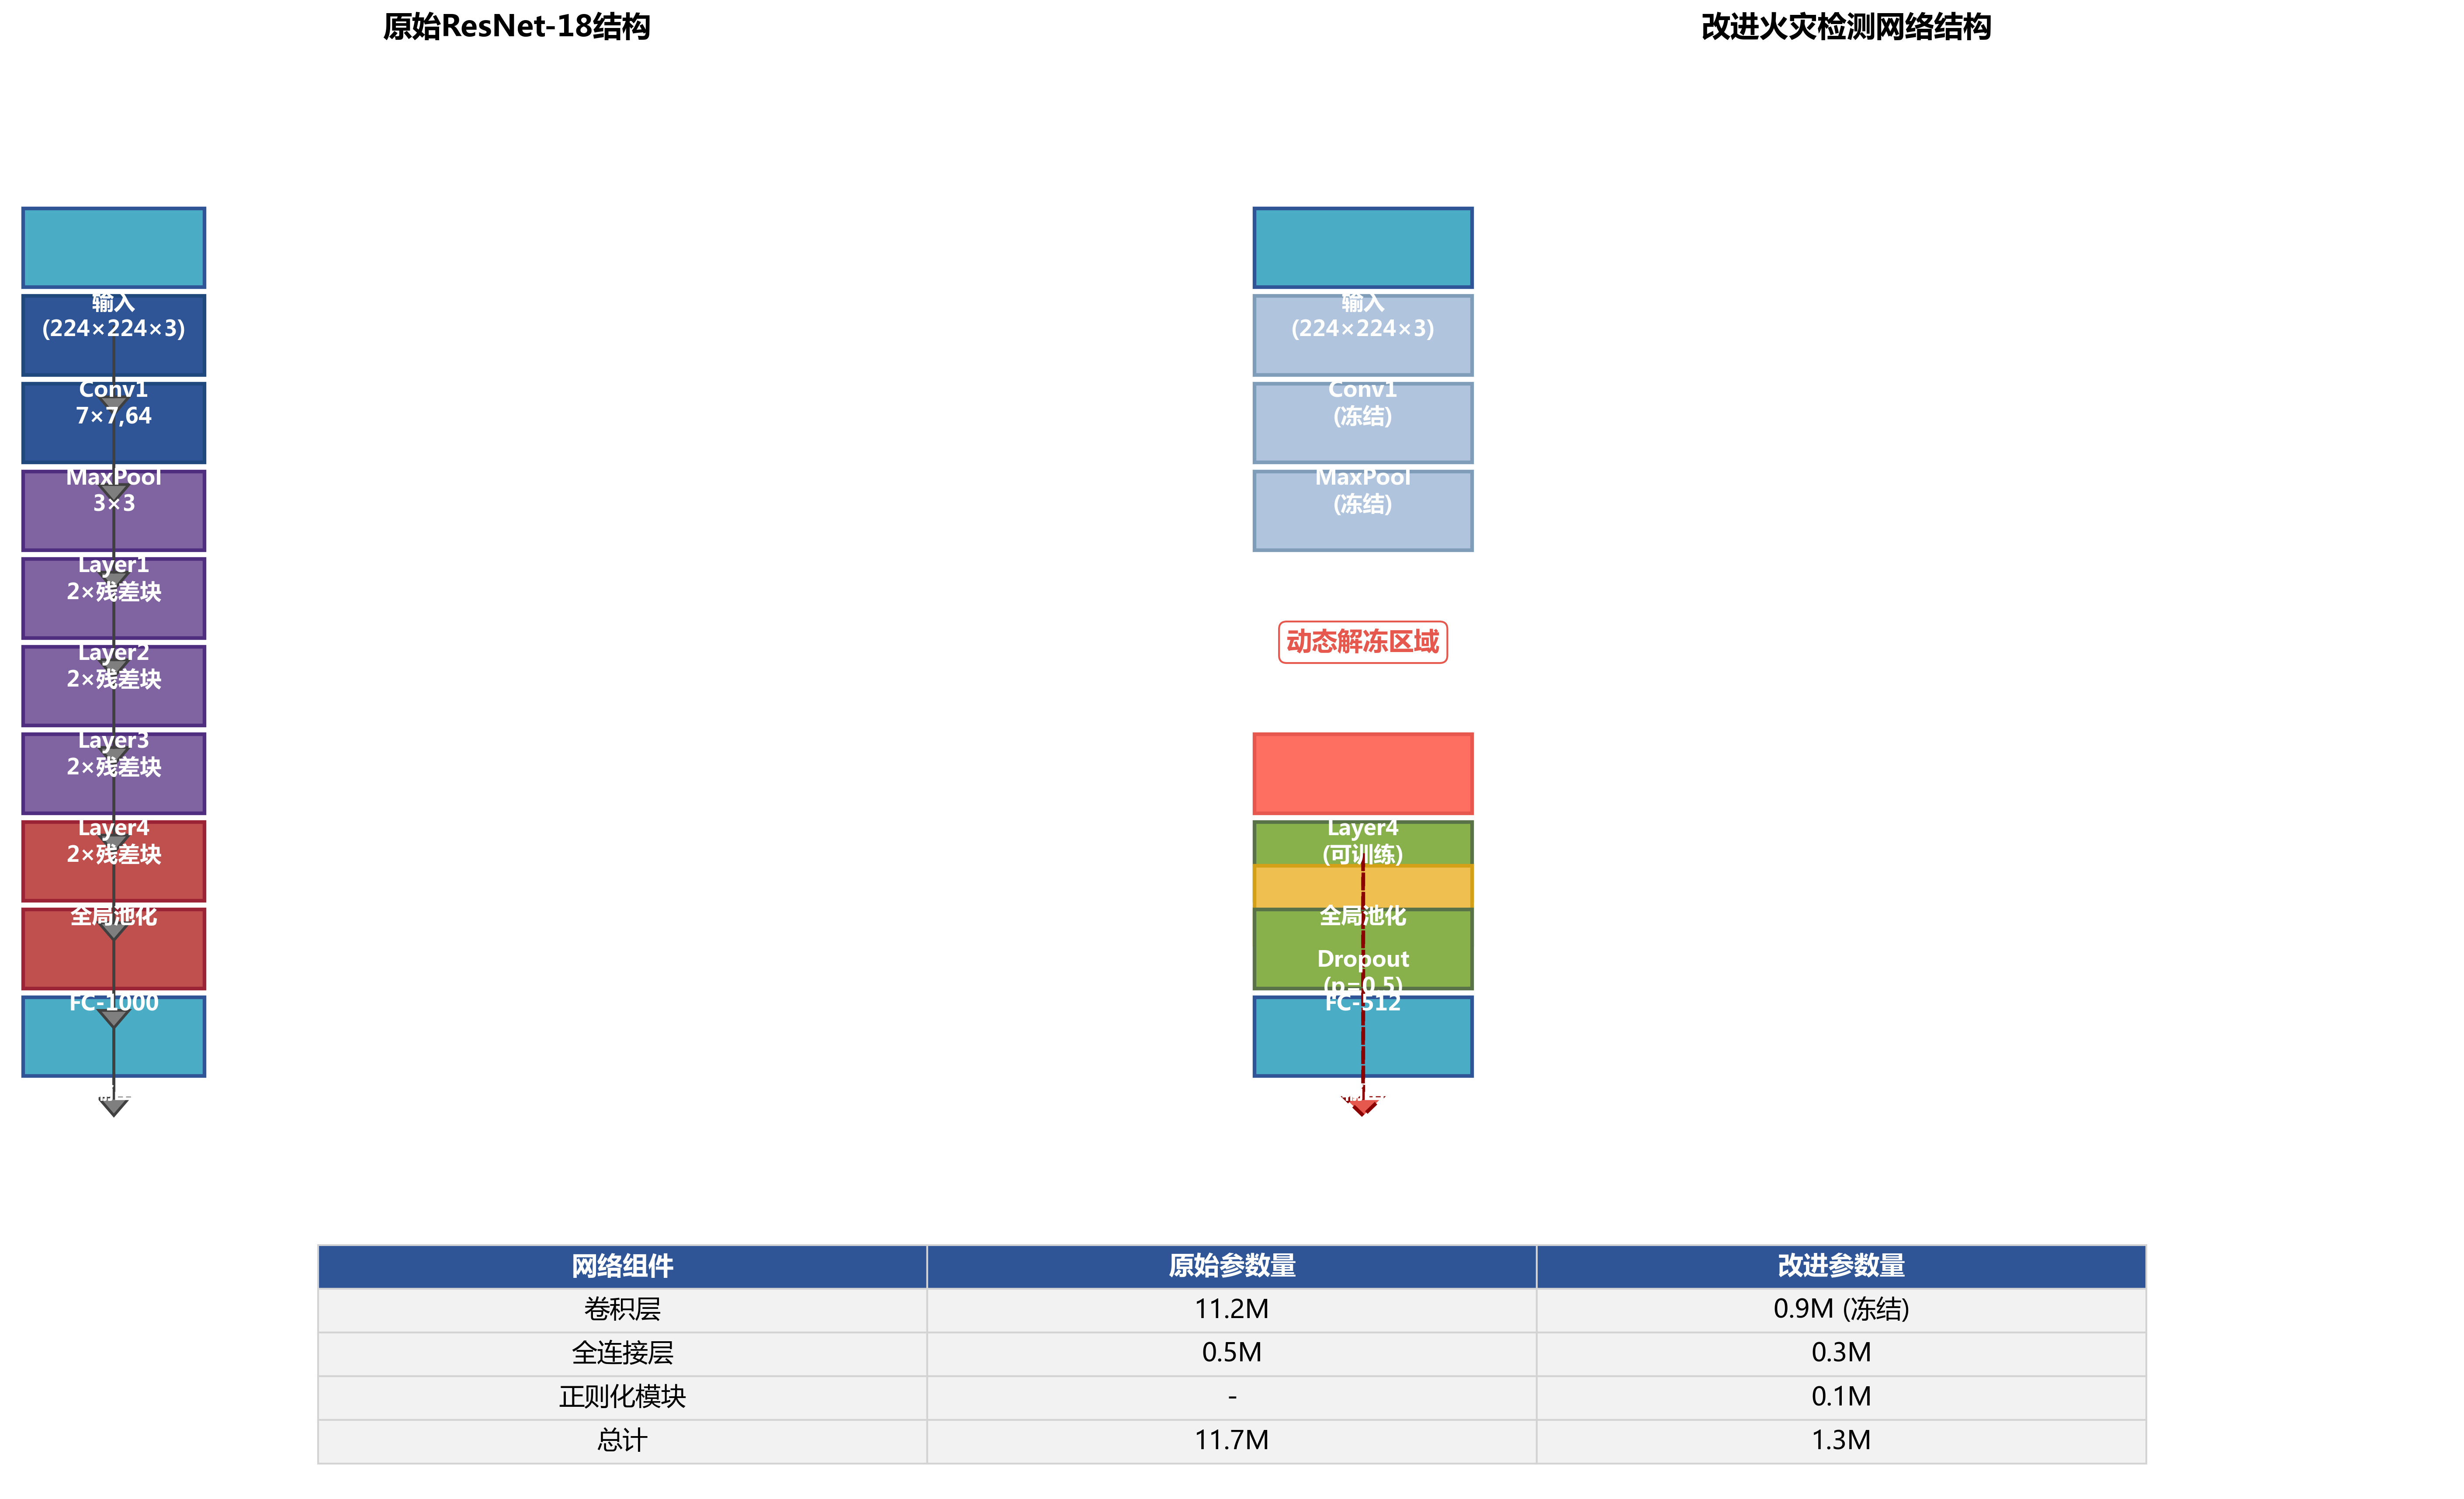 原始ResNet-18结构
输入
(224×224×3)
Conv1
7×7,64
MaxPool
3×3
Layer1
2×残差块
Layer2
2×残差块
Layer3
2×残差块
Layer4
2×残差块
全局池化
FC-1000
改进火灾检测网络结构
输入
(224×224×3)
Conv1
(冻结)
MaxPool
(冻结)
动态解冻区域
Layer4
(可训练)
全局池化
Dropout
(p=0.5)
FC-512
网络组件 原始参数量 改进参数量
卷积层 11.2M 0.9M (冻结)
全连接层 0.5M 0.3M
正则化模块 - 0.1M
总计 11.7M 1.3M